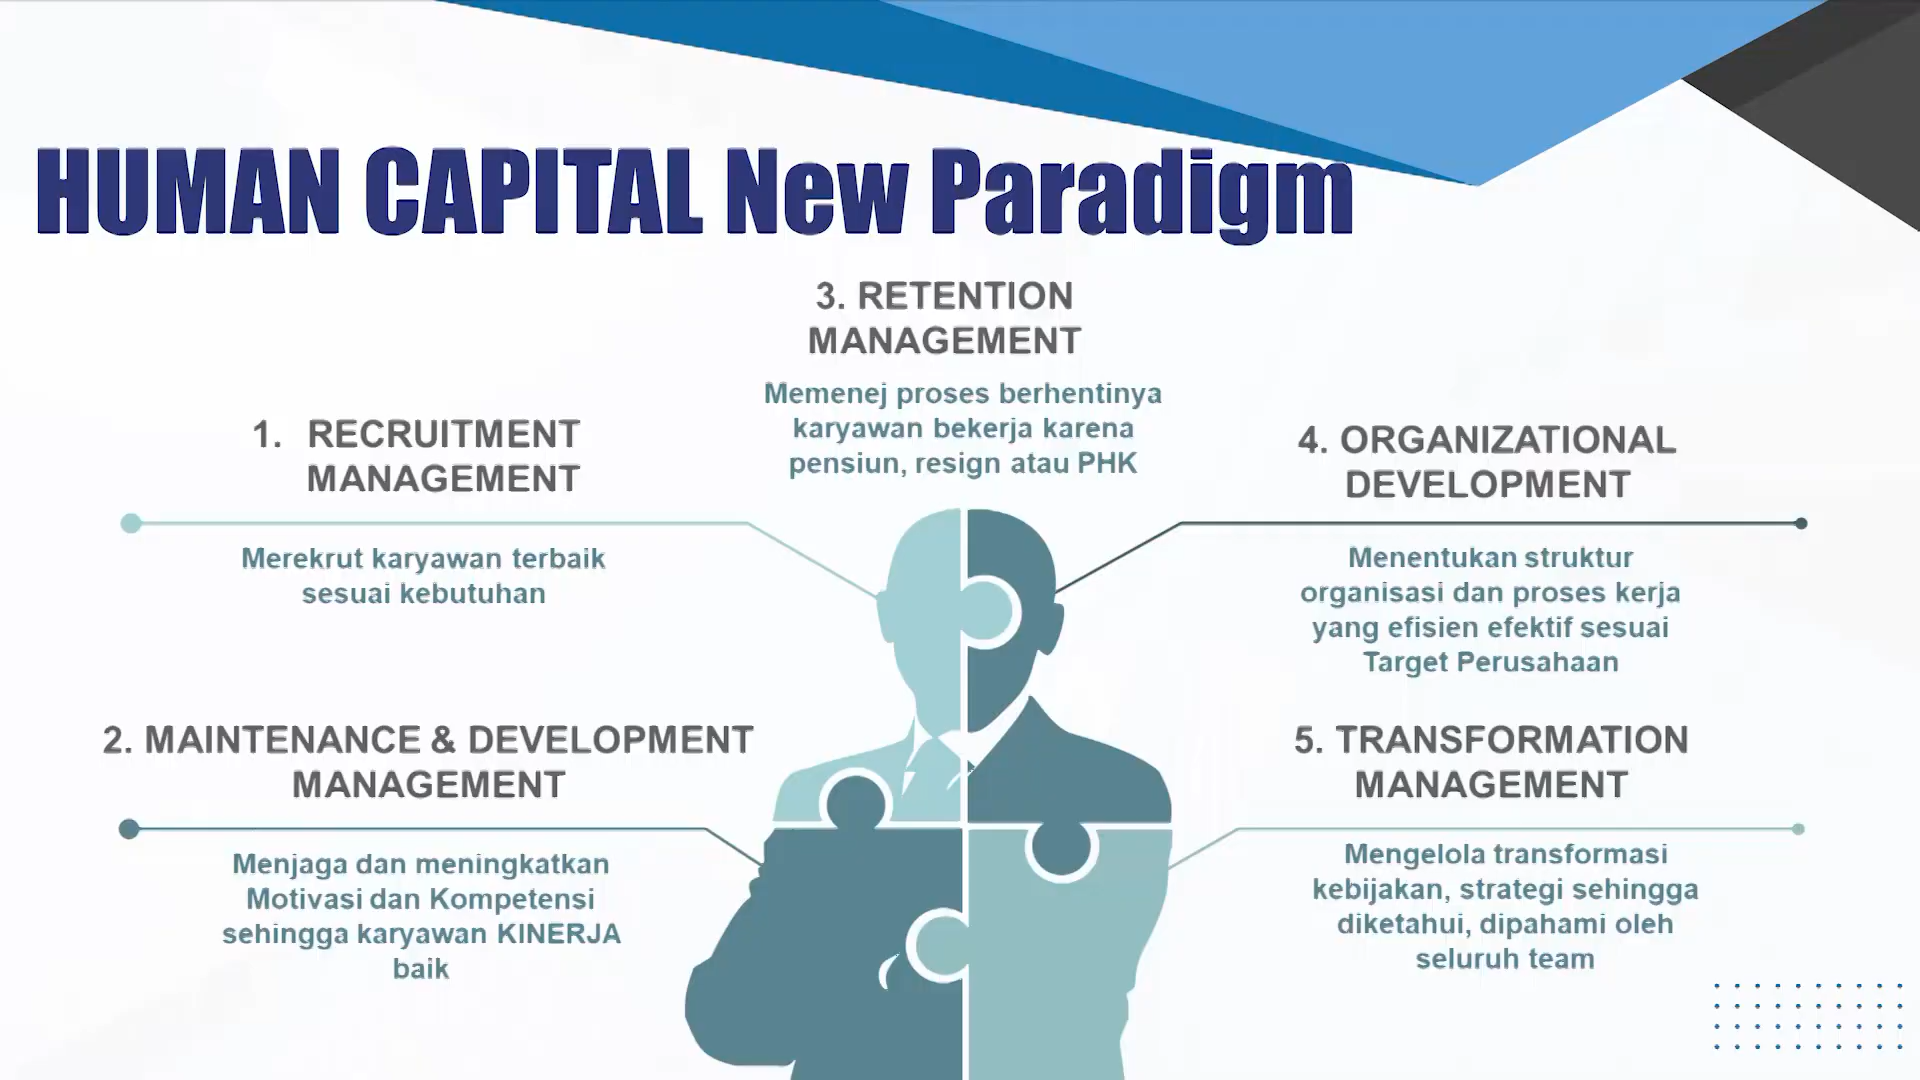 HUMAN CAPITAL New Paradigm
3. RETENTION
MANAGEMENT
Memenej proses berhentinya
karyawan bekerja karena
pensiun, resign atau PHK
1. RECRUITMENT
MANAGEMENT
Merekrut karyawan terbaik
sesuai kebutuhan
2. MAINTENANCE & DEVELOPMENT
MANAGEMENT
Menjaga dan meningkatkan
Motivasi dan Kompetensi
sehingga karyawan KINERJA
baik
4. ORGANIZATIONAL
DEVELOPMENT
Menentukan struktur
organisasi dan proses kerja
yang efisien efektif sesuai
Target Perusahaan
5. TRANSFORMATION
MANAGEMENT
Mengelola transformasi
kebijakan, strategi sehingga
diketahui, dipahami oleh
seluruh team